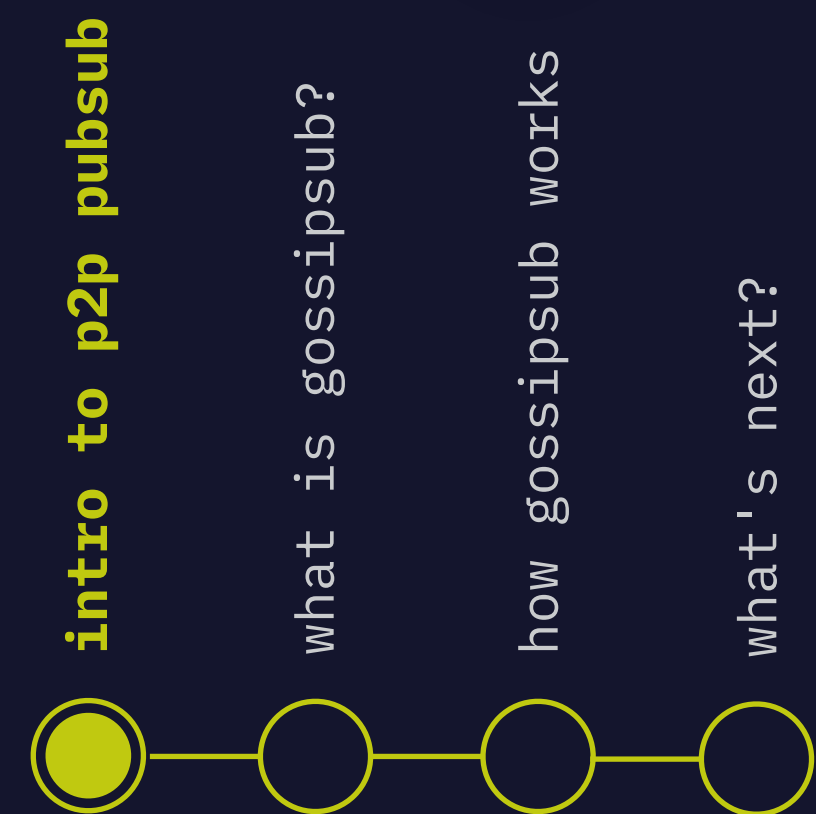 intro to p2p pubsub
what is gossipsub?
how gossipsub works
what's next?